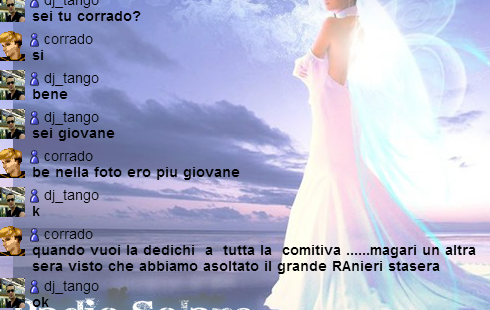 dj_tango
sei tu corrado?
corrado
si
dj_tango
bene
dj_tango
sei giovane
corrado
be nella foto ero piu giovane
dj_tango
k
corrado
quando vuoi la dedichi a tutta la comitiva ......magari un altra
sera visto che abbiamo asoltato il grande RAnieri stasera
dj_tango
ok